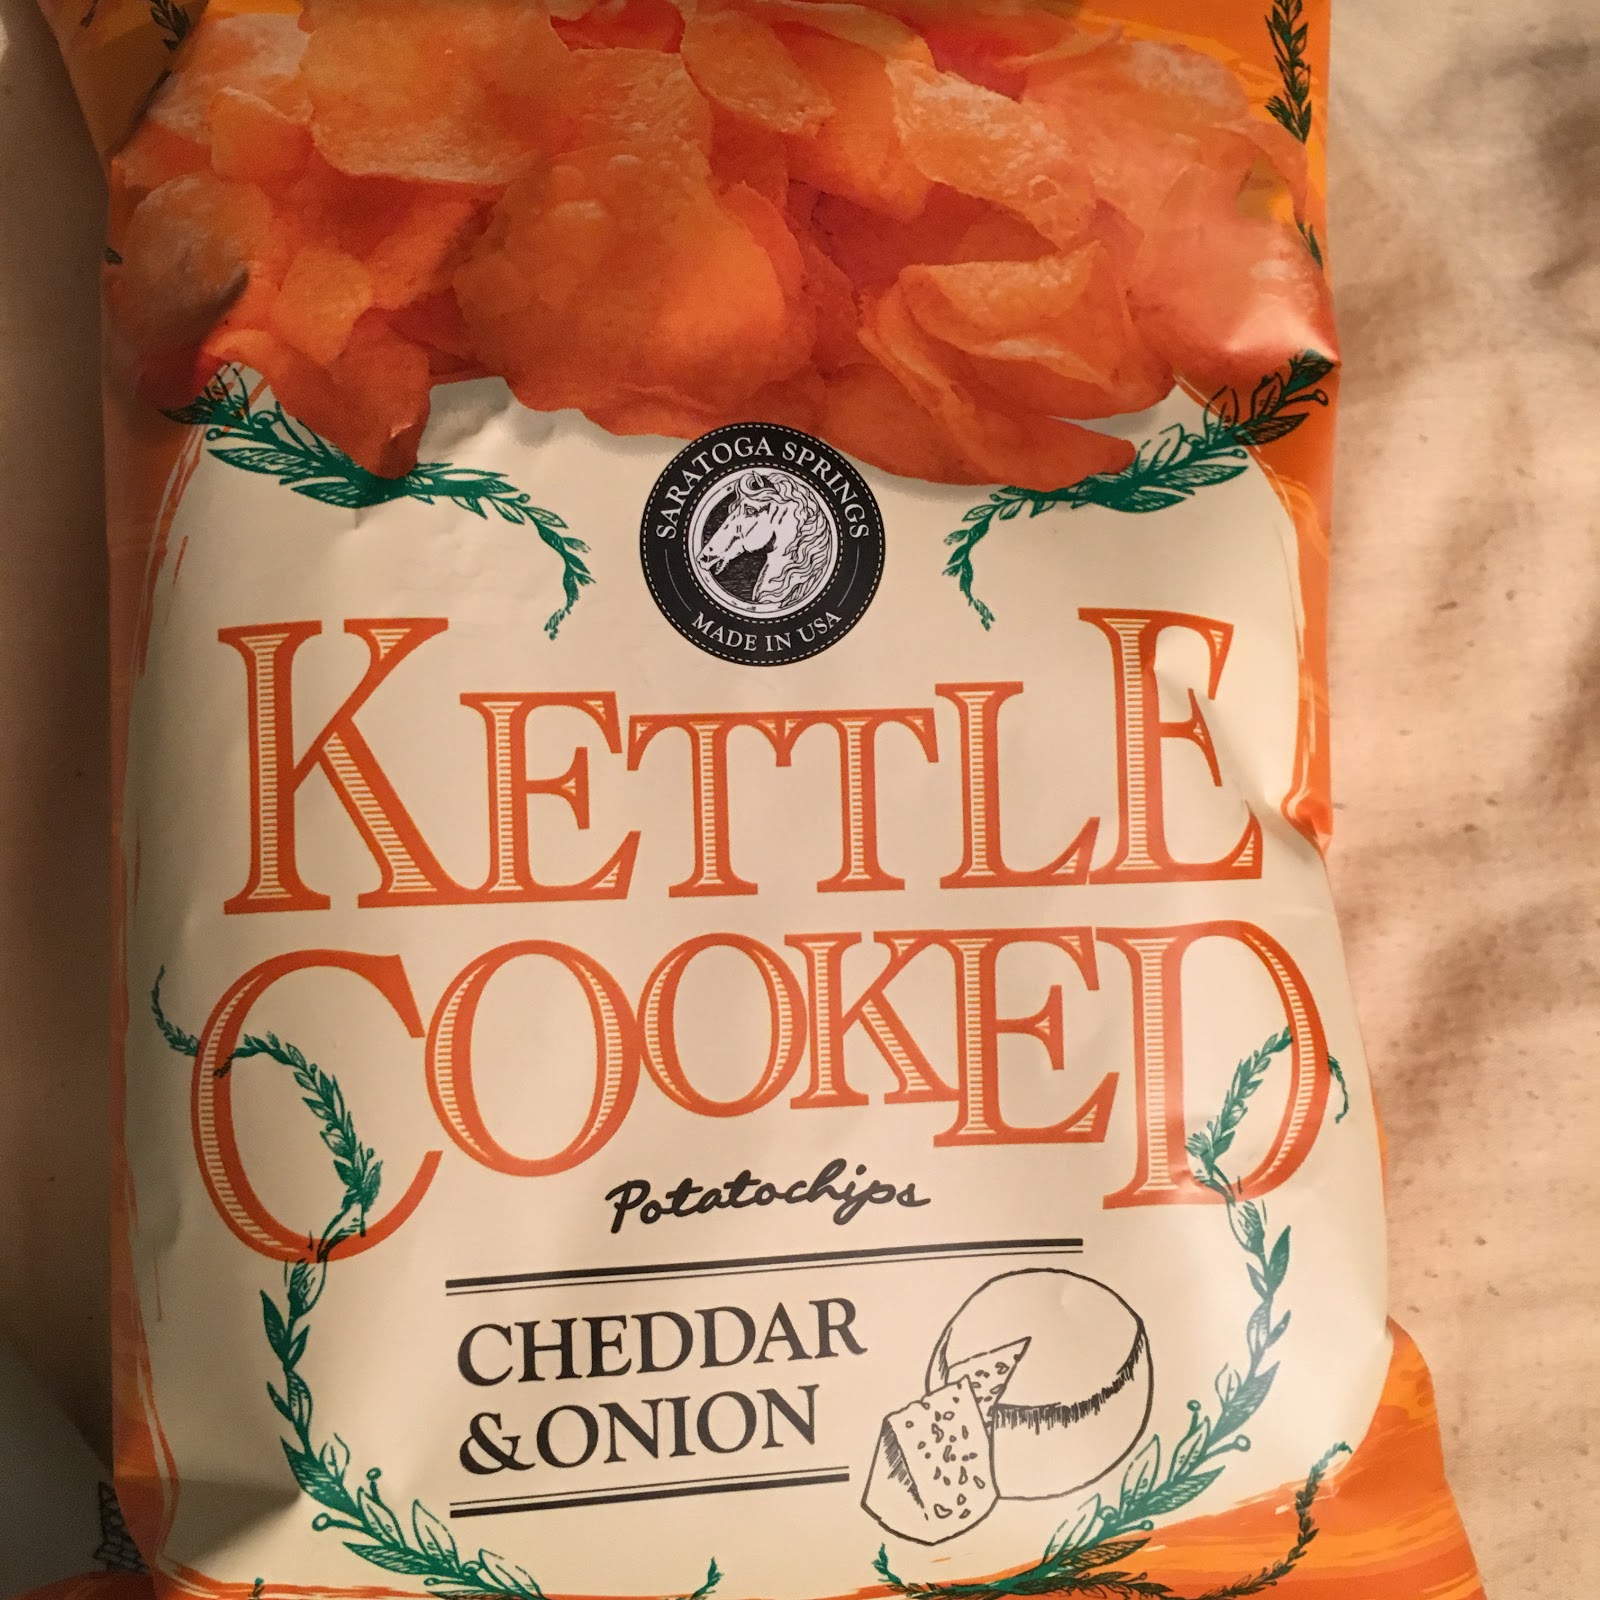 SARATOGA SPRINGS
MADE IN USA
KETTLE
COOKED
Potatochips
CHEDDAR
&ONION